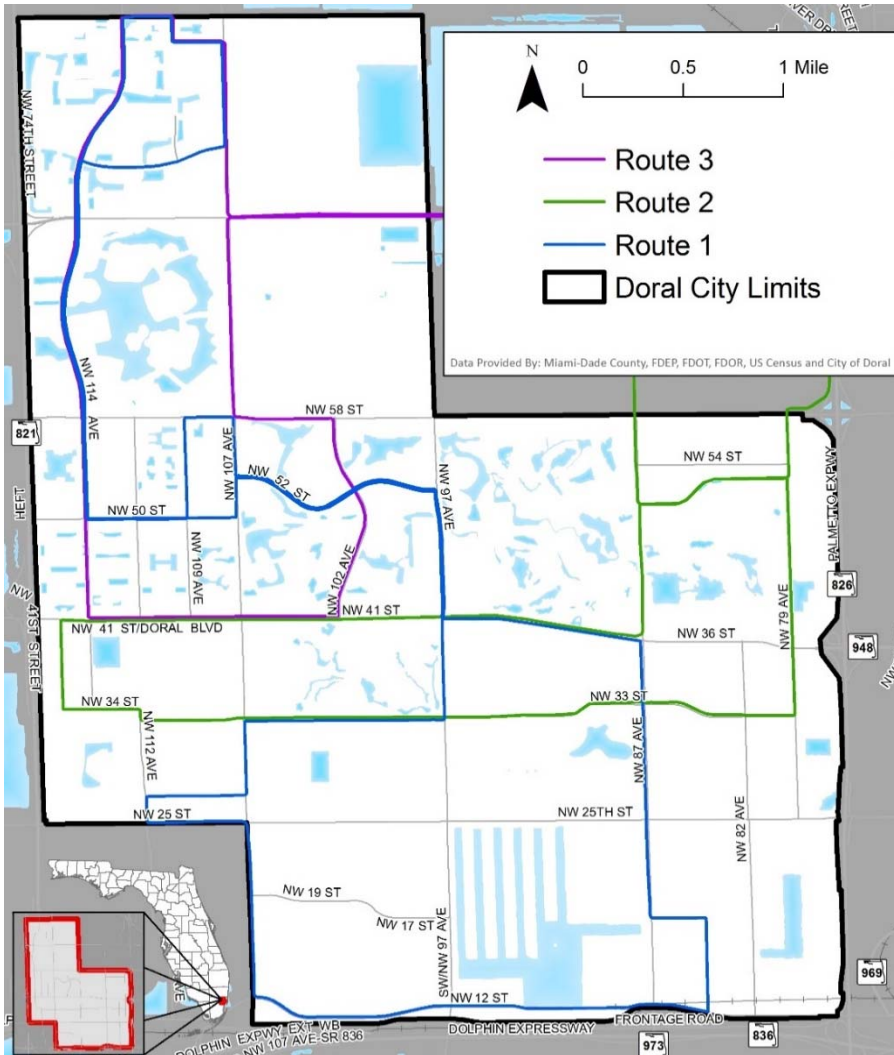 N
0 0.5 1 Mile
Route 3
Route 2
Route 1
Doral City Limits
Data Provided By: Miami-Dade County, FDEP, FDOT, FDOR, US Census and City of Doral
NW 74TH STREET
NW 114 AVE
821
HEFT
NW 58 ST
NW 107 AVE
NW 52 ST
NW 97 AVE
NW 54 ST
PALMETTO EXPWY
NW 50 ST
NW 109 AVE
NW 102 AVE
826
NW 79 AVE
NW 41ST STREET
NW 41 ST
NW 41 ST/DORAL BLVD
NW 36 ST
948
NW 34 ST
NW 33 ST
NW 112 AVE
NW 87 AVE
NW 25 ST
NW 25TH ST
NW 82 AVE
NW 19 ST
NW 17 ST
SW/NW 97 AVE
NW 12 ST
969
AVE
DOLPHIN EXPWY EXT WB
NW 107 AVE-SR 836
DOLPHIN EXPRESSWAY
FRONTAGE ROAD
973
836